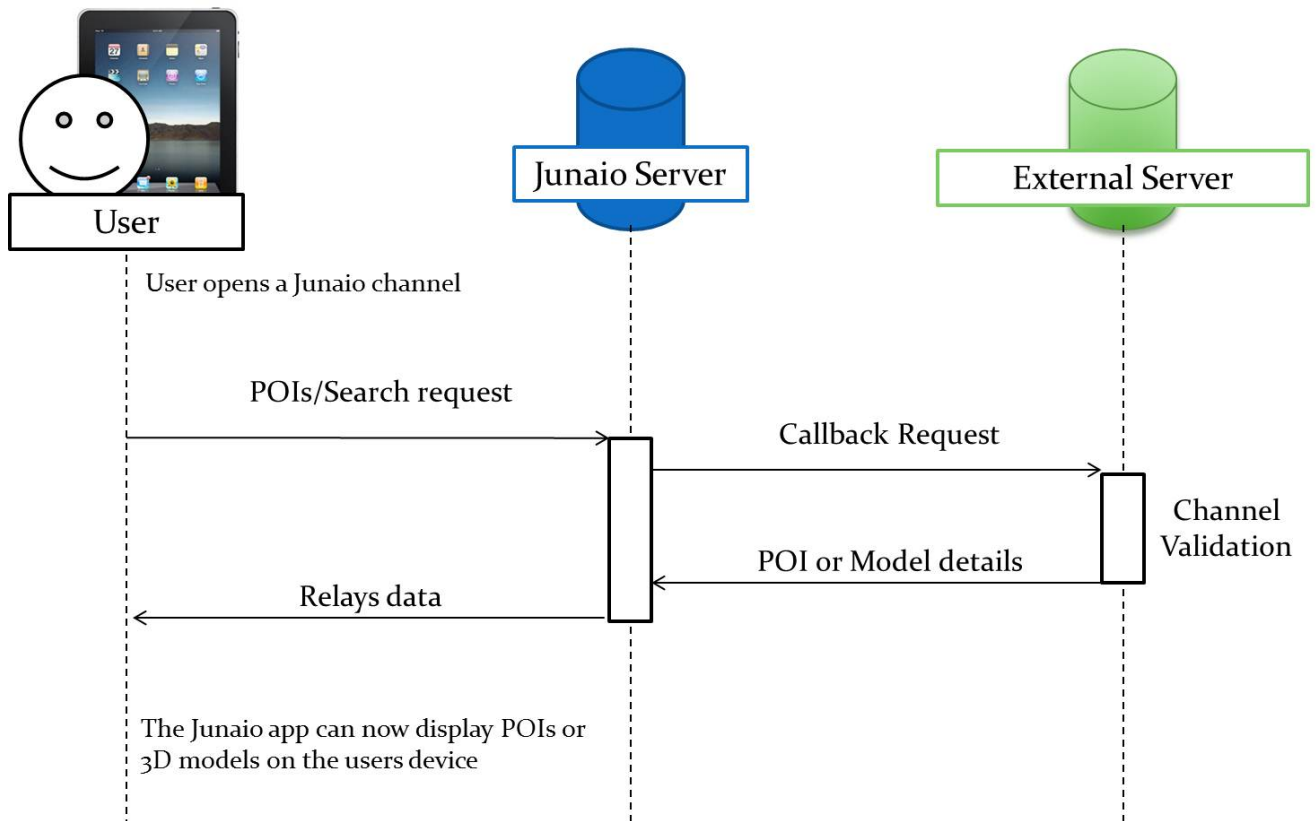 User
Junaio Server
External Server
User opens a Junaio channel
POIs/Search request
Callback Request
Channel
Validation
POI or Model details
Relays data
The Junaio app can now display POIs or
3D models on the users device
27